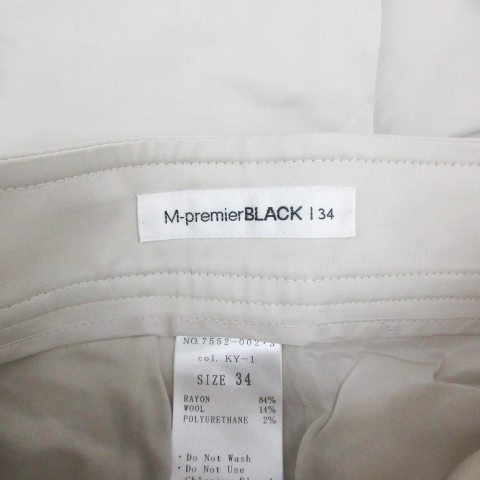 M-premierBLACK | 34
NO.7552-002-3
col. KY-1
SIZE 34
RAYON 84%
WOOL 14%
POLYURETHANE 2%
・Do Not Wash
・Do Not Use